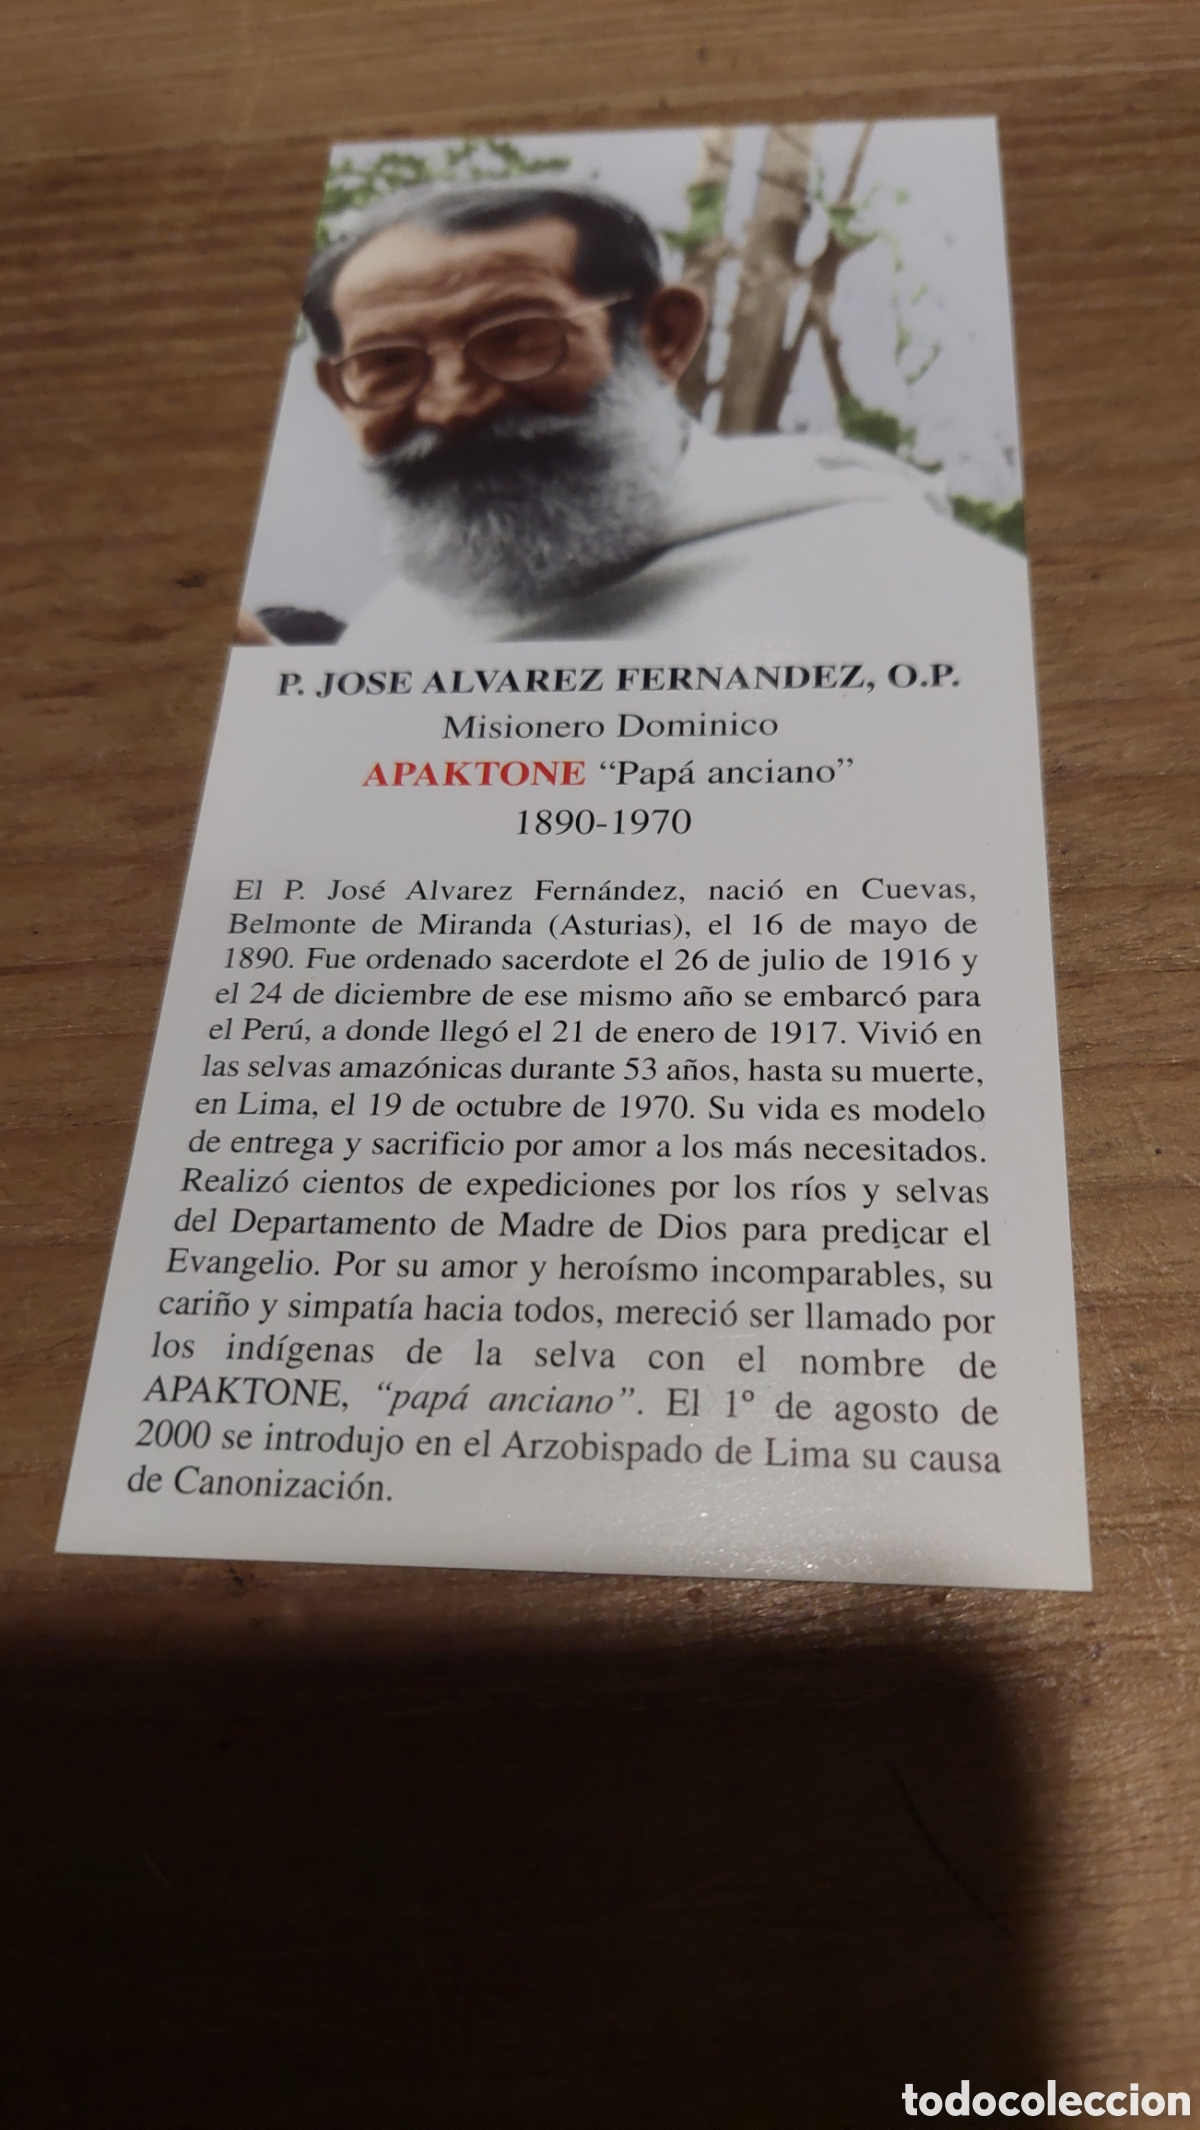 P. JOSE ALVAREZ FERNANDEZ, O.P.
Misionero Dominico
APAKTONE “Papá anciano”
1890-1970
El P. José Alvarez Fernández, nació en Cuevas,
Belmonte de Miranda (Asturias), el 16 de mayo de
1890. Fue ordenado sacerdote el 26 de julio de 1916 y
el 24 de diciembre de ese mismo año se embarcó para
el Perú, a donde llegó el 21 de enero de 1917. Vivió en
las selvas amazónicas durante 53 años, hasta su muerte,
en Lima, el 19 de octubre de 1970. Su vida es modelo
de entrega y sacrificio por amor a los más necesitados.
Realizó cientos de expediciones por los ríos y selvas
del Departamento de Madre de Dios para predicar el
Evangelio. Por su amor y heroísmo incomparables, su
cariño y simpatía hacia todos, mereció ser llamado por
los indígenas de la selva con el nombre de
APAKTONE, “papá anciano”. El 1º de agosto de
2000 se introdujo en el Arzobispado de Lima su causa
de Canonización.
todocoleccion